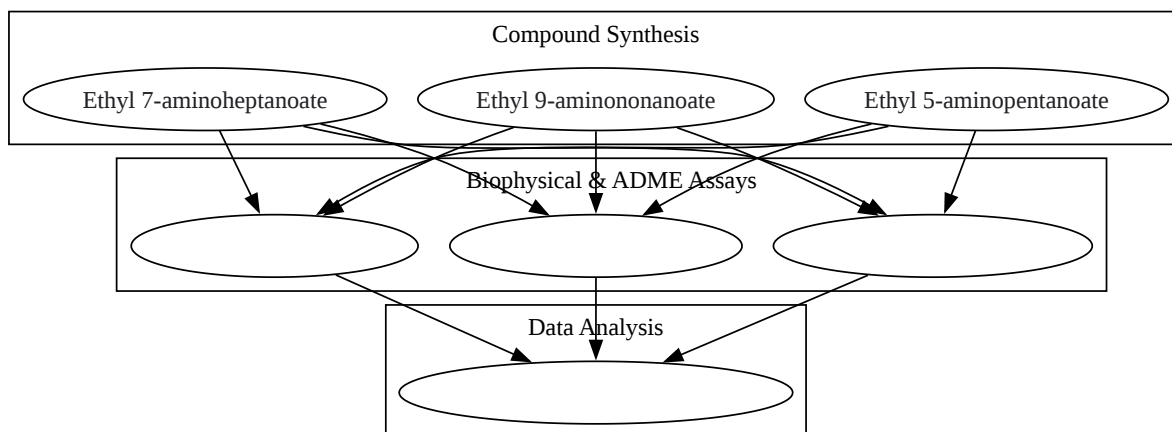 Compound Synthesis
Ethyl 7-aminoheptanoate
Ethyl 9-aminononanoate
Ethyl 5-aminopentanoate
Biophysical & ADME Assays
Data Analysis